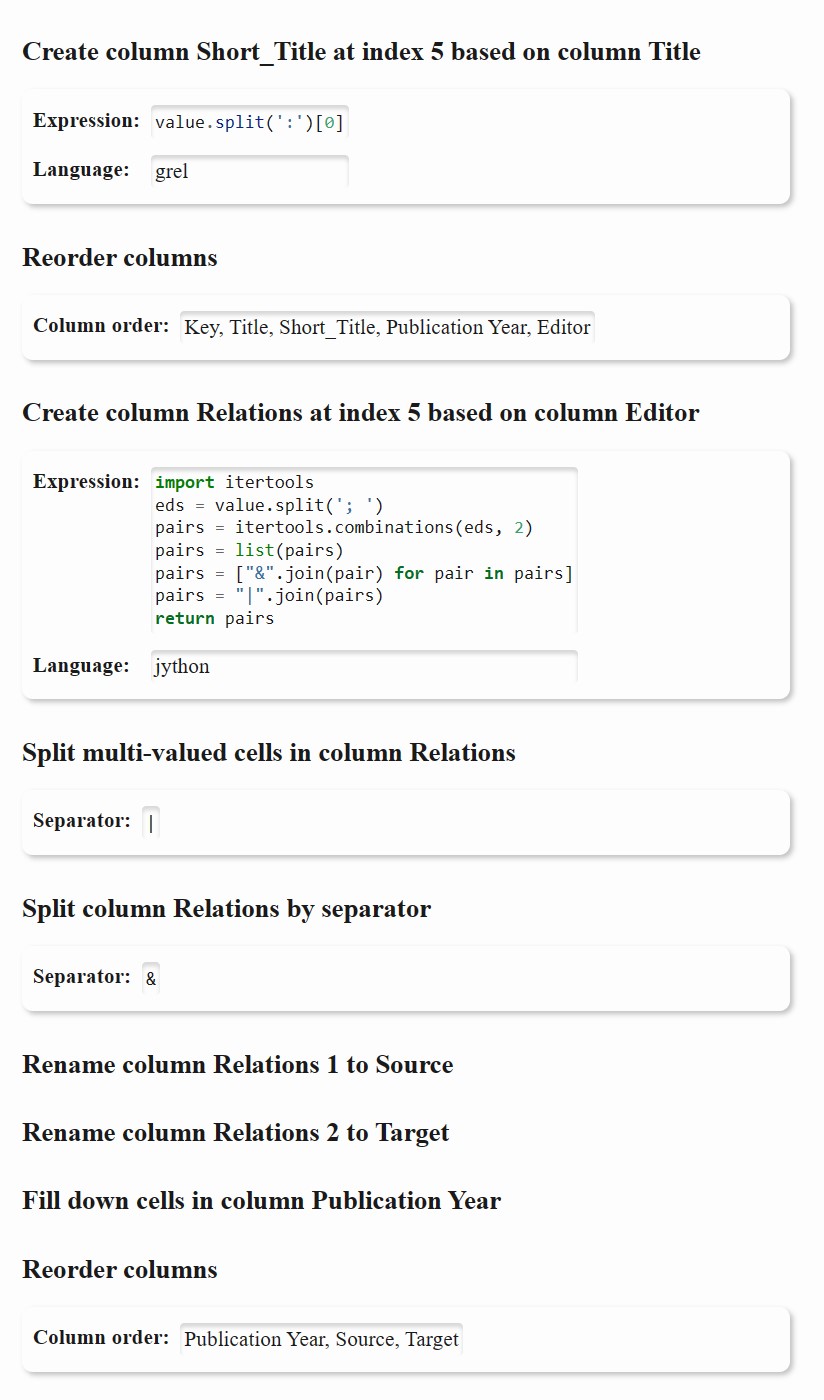 Create column Short_Title at index 5 based on column Title
Expression: value.split(':')[0]
Language: grel
Reorder columns
Column order: Key, Title, Short_Title, Publication Year, Editor
Create column Relations at index 5 based on column Editor
Expression: import itertools
eds = value.split('; ')
pairs = itertools.combinations(eds, 2)
pairs = list(pairs)
pairs = ["&".join(pair) for pair in pairs]
pairs = "|".join(pairs)
return pairs
Language: jython
Split multi-valued cells in column Relations
Separator: |
Split column Relations by separator
Separator: &
Rename column Relations 1 to Source
Rename column Relations 2 to Target
Fill down cells in column Publication Year
Reorder columns
Column order: Publication Year, Source, Target